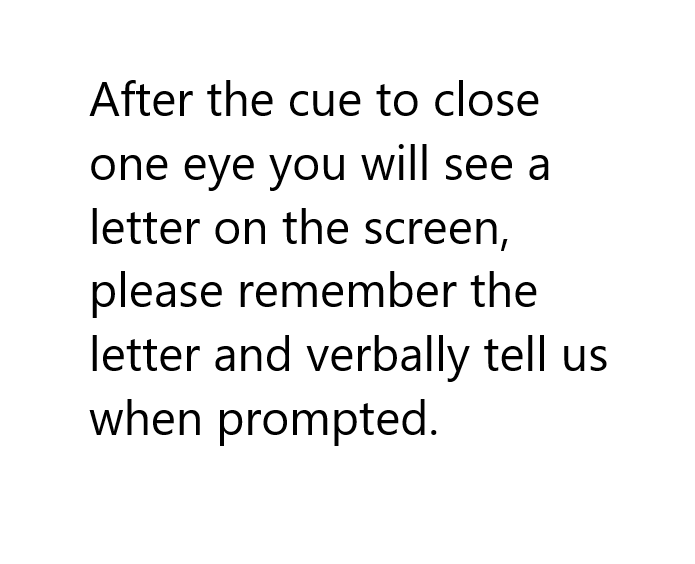 After the cue to close
one eye you will see a
letter on the screen,
please remember the
letter and verbally tell us
when prompted.